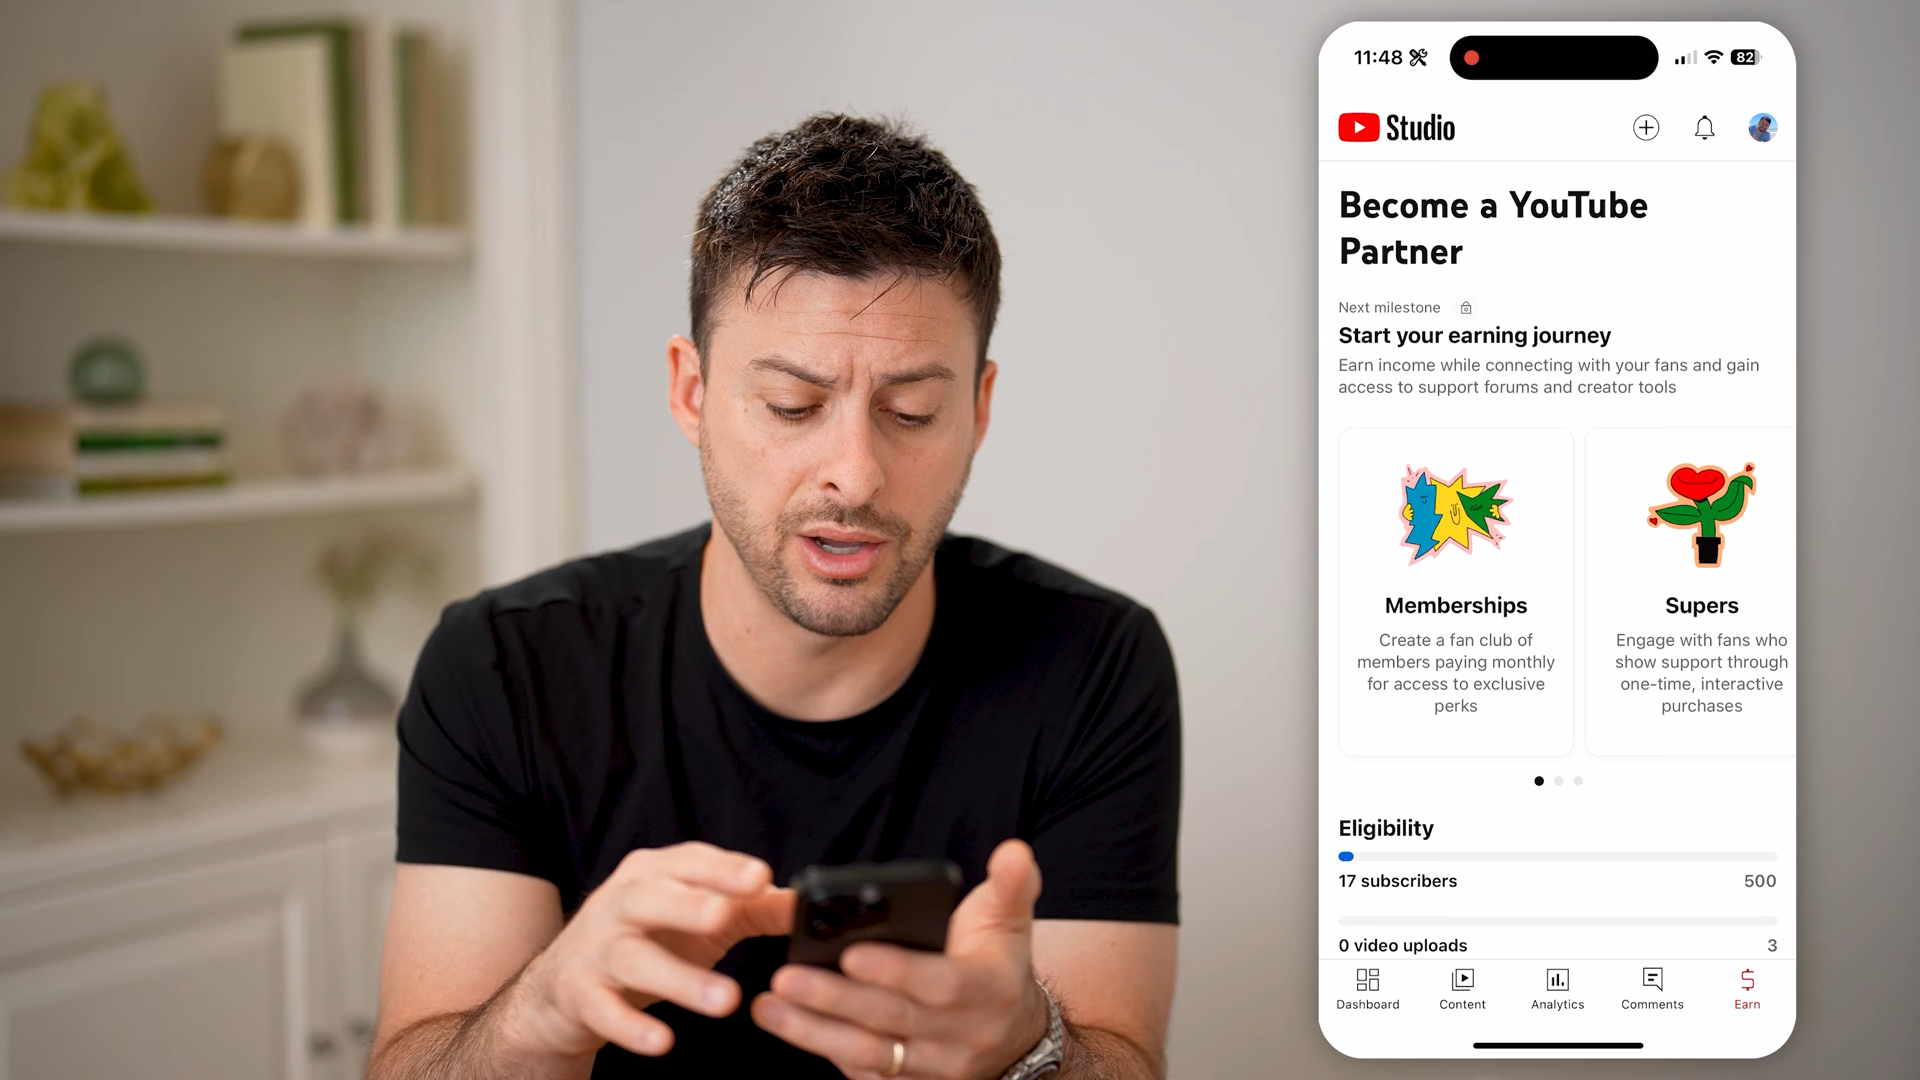 11:48
82
Studio
Become a YouTube
Partner
Next milestone
Start your earning journey
Earn income while connecting with your fans and gain
access to support forums and creator tools
Memberships
Create a fan club of
members paying monthly
for access to exclusive
perks
Supers
Engage with fans who
show support through
one-time, interactive
purchases
Eligibility
17 subscribers
500
0 video uploads
3
Dashboard
Content
Analytics
Comments
Earn